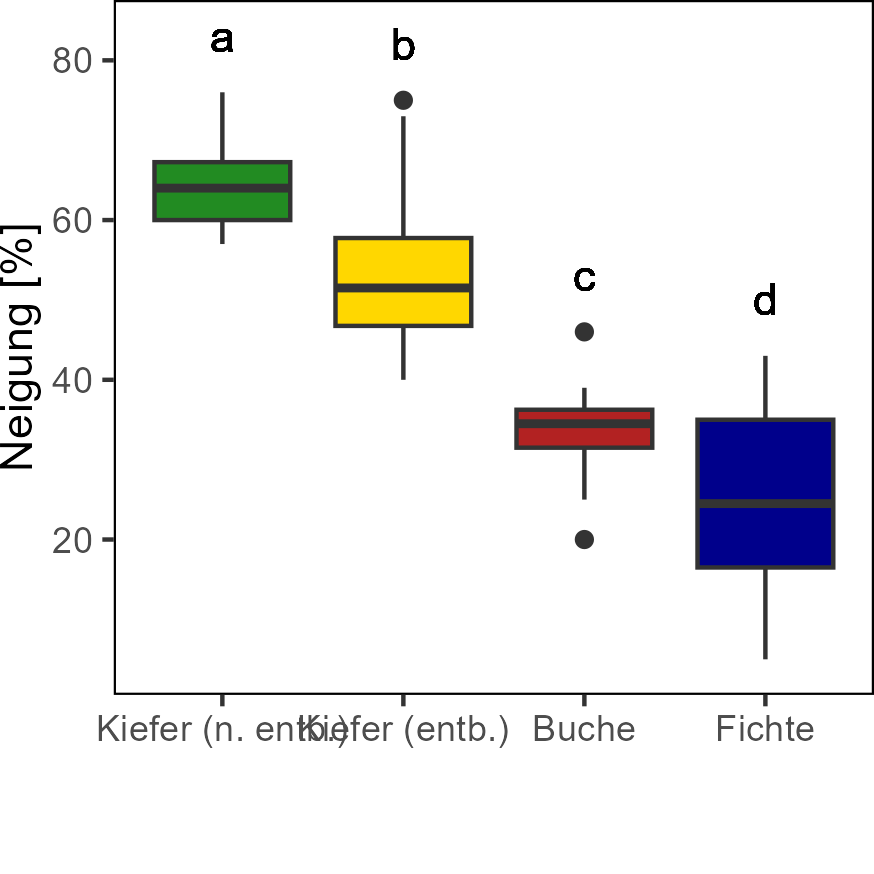 a
b
c
d
80
60
40
20
Neigung [%]
Kiefer (n. entb.)
Kiefer (entb.)
Buche
Fichte